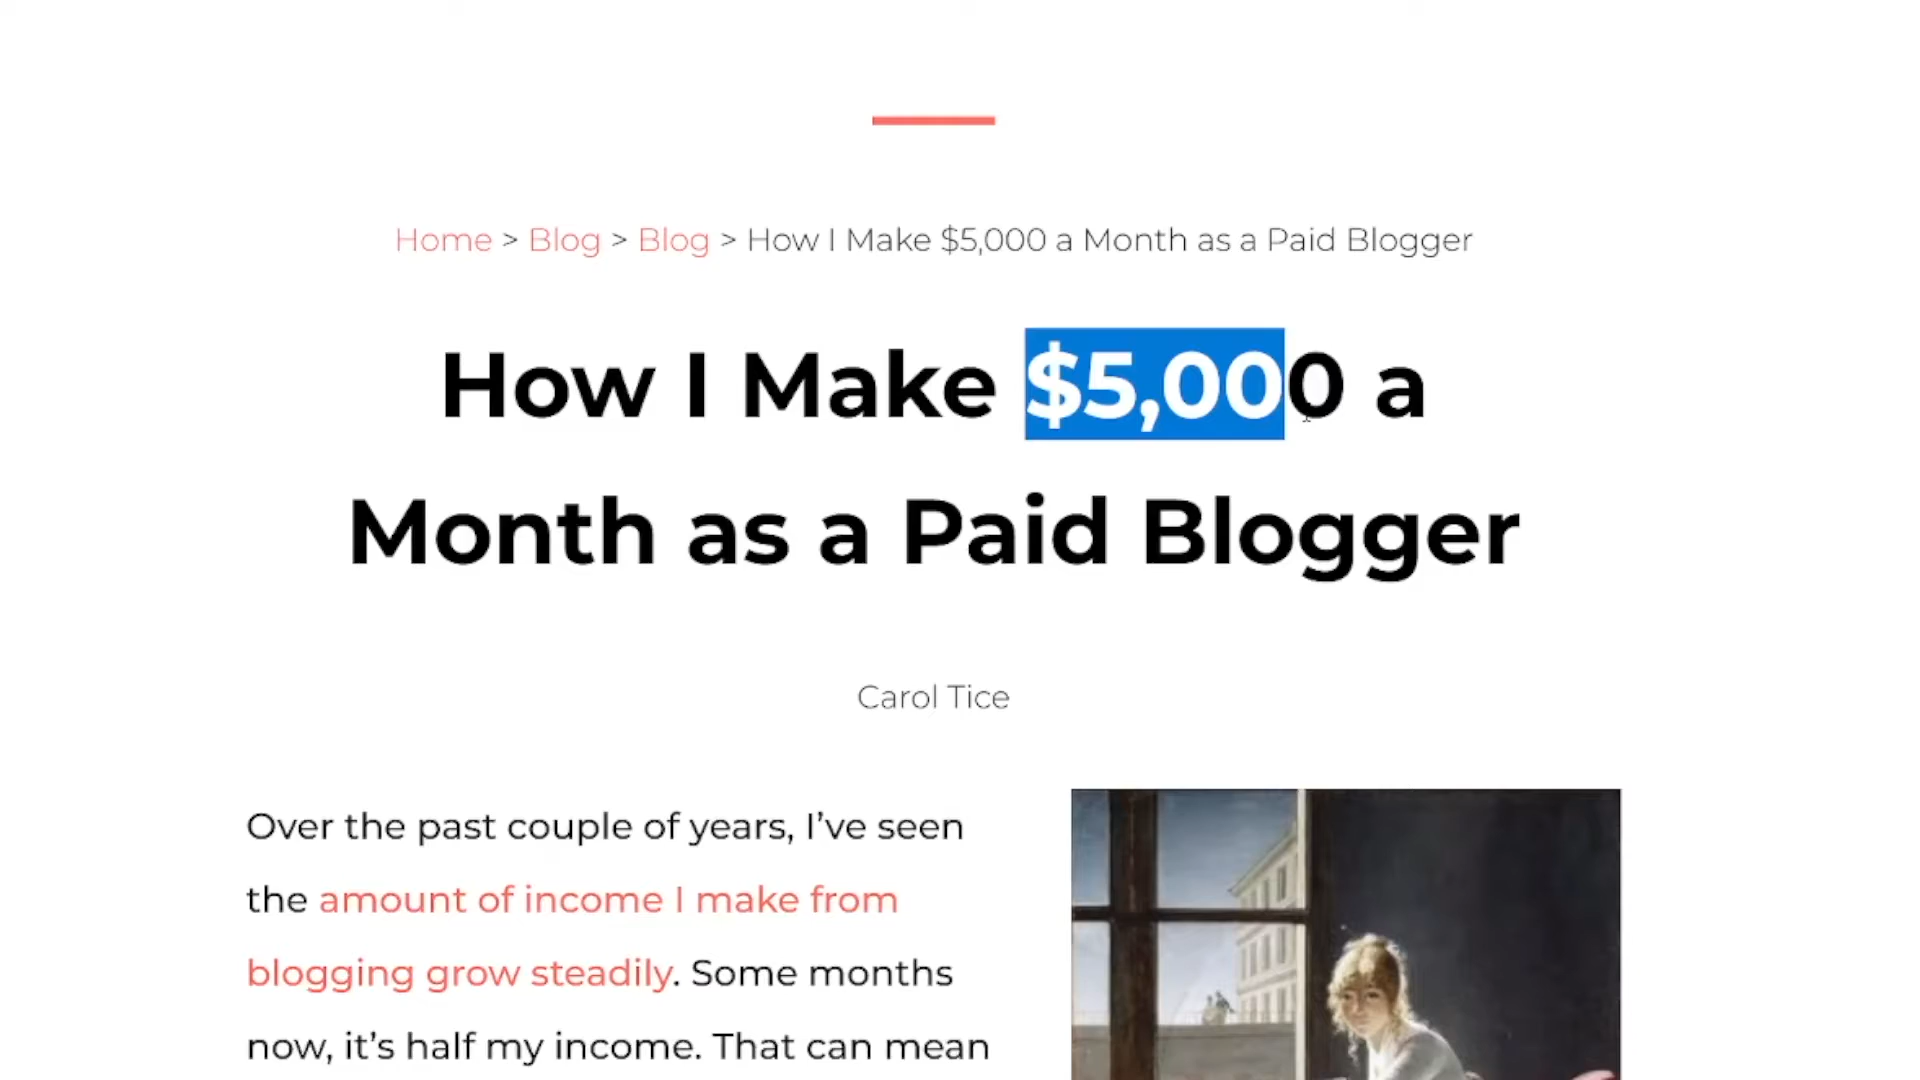 Home > Blog > Blog > How I Make $5,000 a Month as a Paid Blogger
How I Make $5,000 a
Month as a Paid Blogger
Carol Tice
Over the past couple of years, I’ve seen
the amount of income I make from
blogging grow steadily. Some months
now, it’s half my income. That can mean